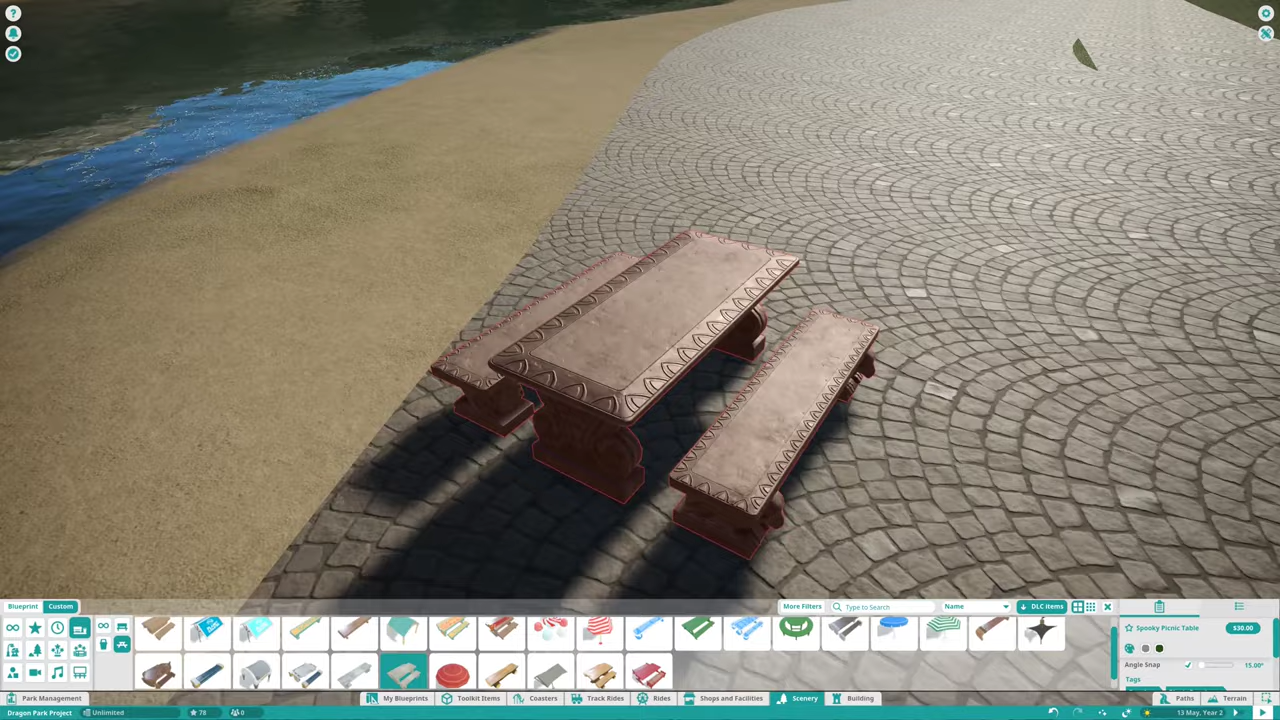 Blueprint
Custom
More Filters
Type to Search
Name
DLC items
Spooky Picnic Table
$30.00
Angle Snap
15.00°
Tags
Park Management
My Blueprints
Toolkit Items
Coasters
Track Rides
Rides
Shops and Facilities
Scenery
Building
Paths
Terrain
Dragon Park Project
Unlimited
78
0
13 May, Year 2